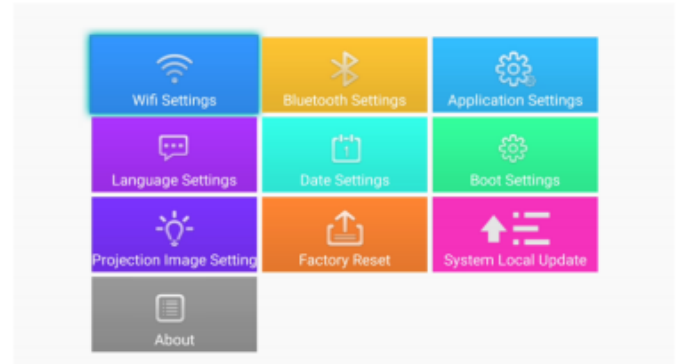 Wifi Settings
Bluetooth Settings
Application Settings
Language Settings
1
Date Settings
Boot Settings
Projection Image Setting
Factory Reset
System Local Update
About